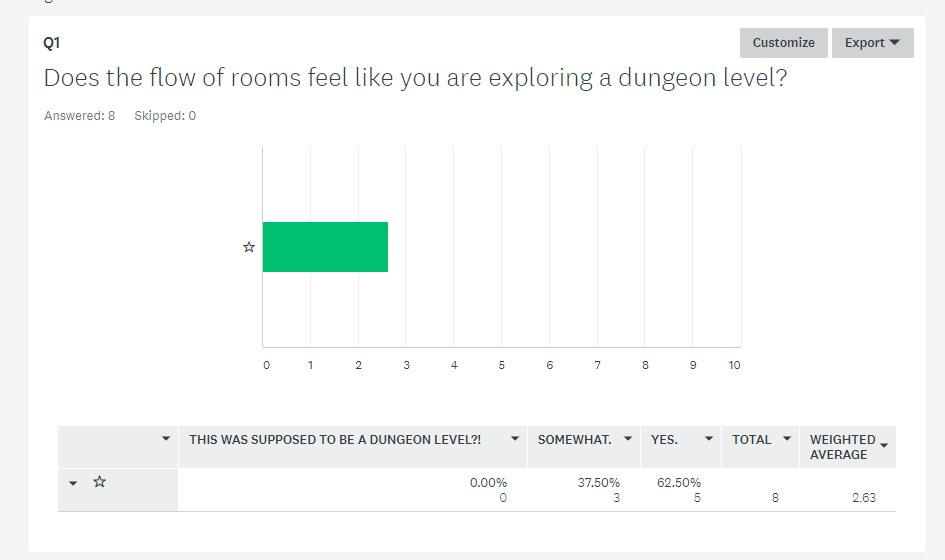 Q1
Customize
Export
Does the flow of rooms feel like you are exploring a dungeon level?
Answered: 8 Skipped: 0
0 1 2 3 4 5 6 7 8 9 10
THIS WAS SUPPOSED TO BE A DUNGEON LEVEL?! SOMEWHAT. YES. TOTAL WEIGHTED AVERAGE
0.00% 37.50% 62.50%
0 3 5 8 2.63